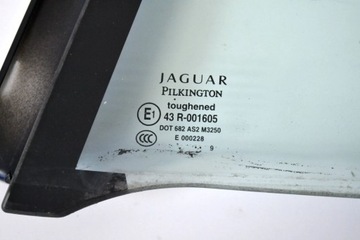 JAGUAR
PILKINGTON
toughened
E1 43 R-001605
DOT 682 AS2 M3250
CCC E 000228
9